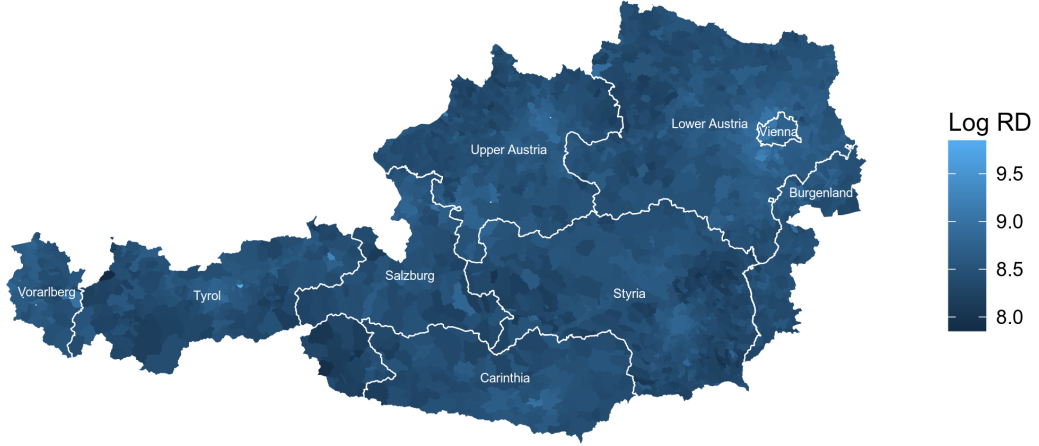 Log RD
9.5
9.0
8.5
8.0
Lower Austria
Vienna
Upper Austria
Burgenland
Salzburg
Vorarlberg
Tyrol
Styria
Carinthia